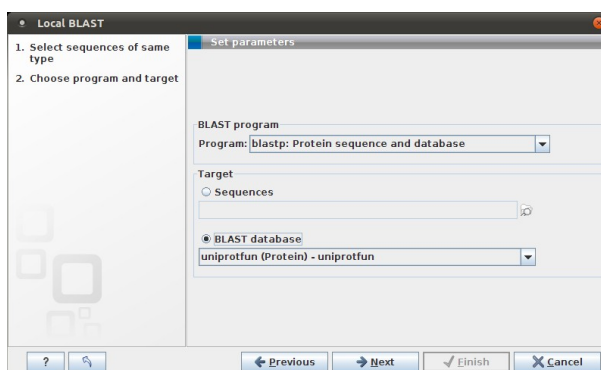 Local BLAST
1. Select sequences of same
type
2. Choose program and target
Set parameters
BLAST program
Program: blastp: Protein sequence and database
Target
Sequences
BLAST database
uniprotfun (Protein) - uniprotfun
?
Previous
Next
Finish
Cancel